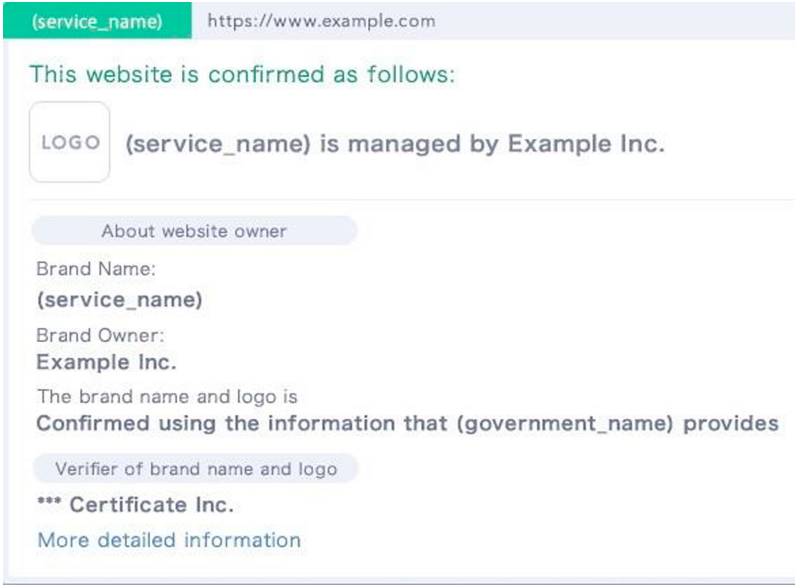 (service_name) https://www.example.com
This website is confirmed as follows:
LOGO (service_name) is managed by Example Inc.
About website owner
Brand Name:
(service_name)
Brand Owner:
Example Inc.
The brand name and logo is
Confirmed using the information that (government_name) provides
Verifier of brand name and logo
*** Certificate Inc.
More detailed information